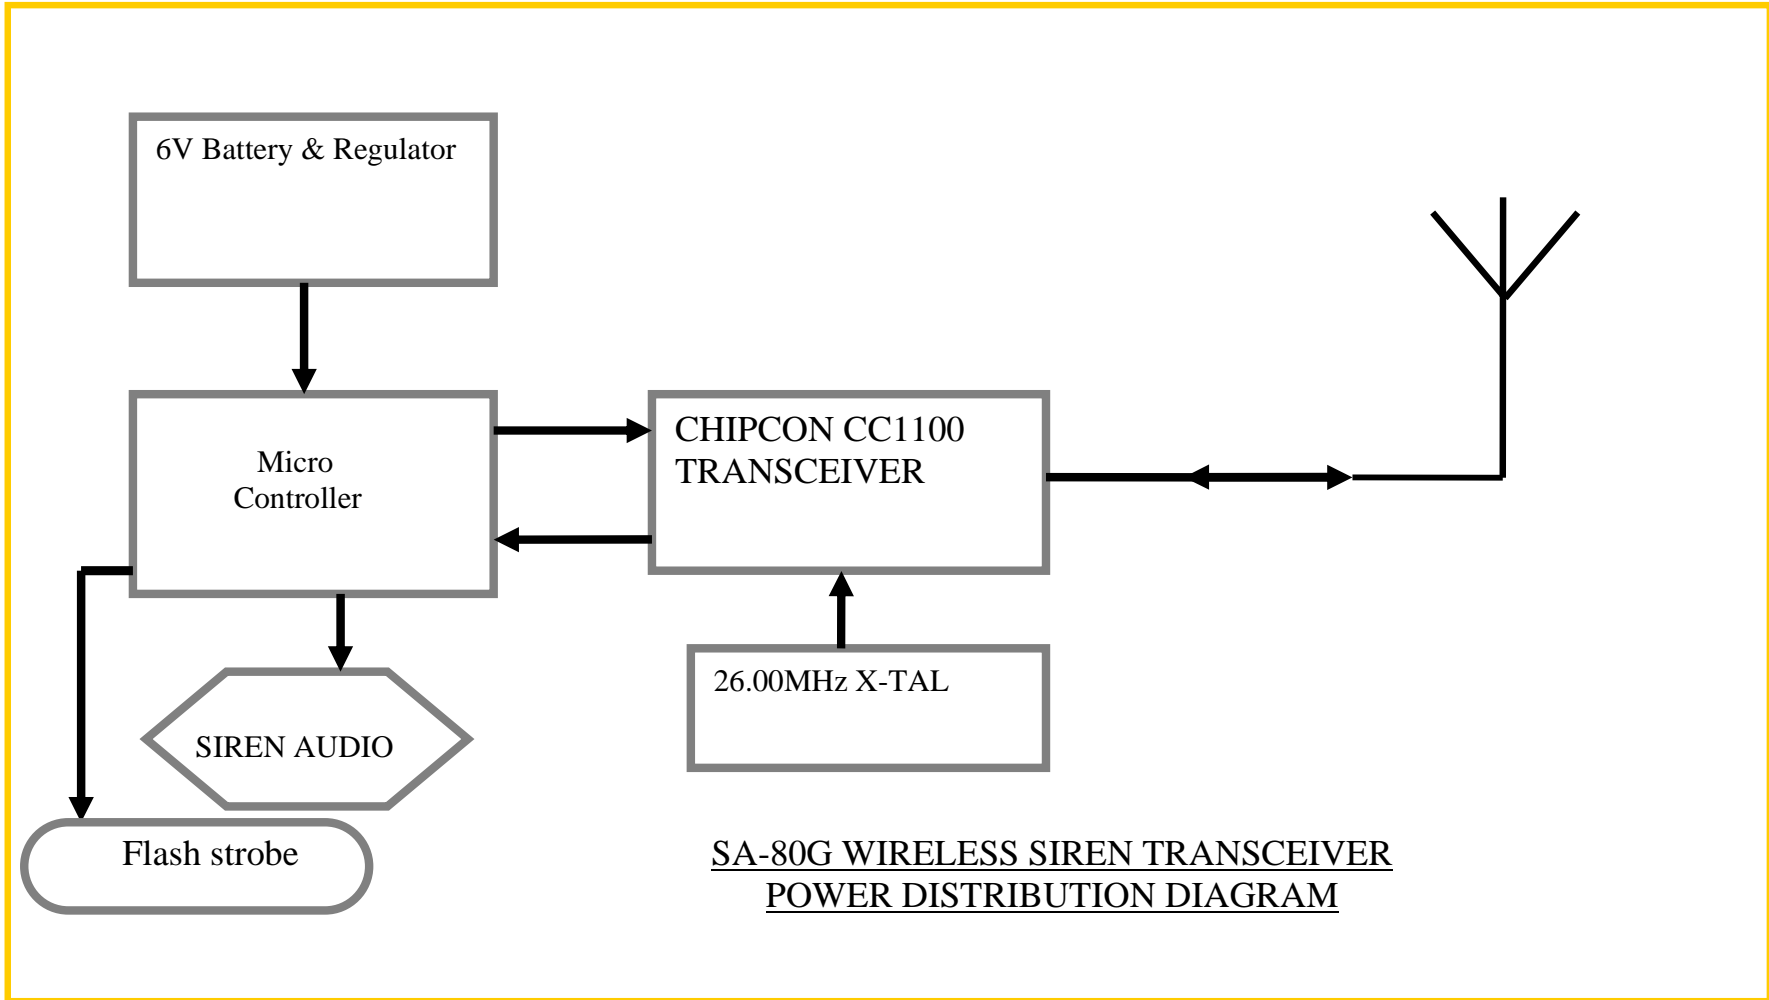 6V Battery & Regulator
Micro
Controller
CHIPCON CC1100
TRANSCEIVER
26.00MHz X-TAL
SIREN AUDIO
Flash strobe
SA-80G WIRELESS SIREN TRANSCEIVER
POWER DISTRIBUTION DIAGRAM